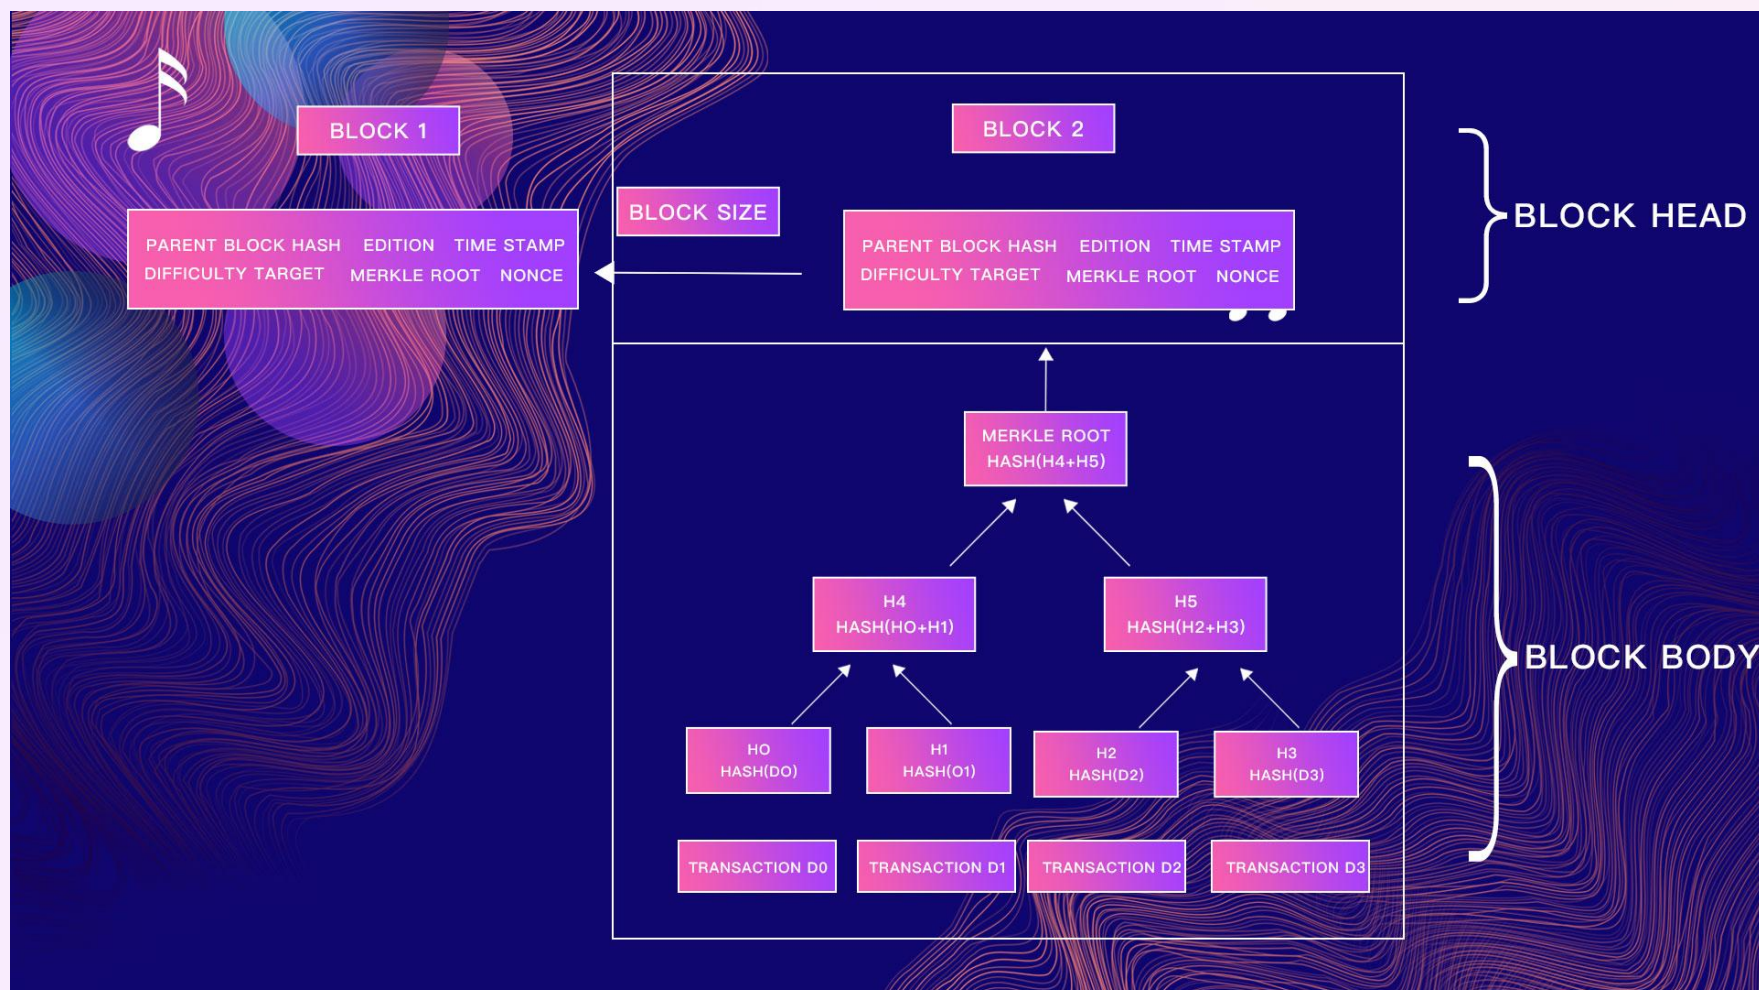 BLOCK 1
BLOCK 2
BLOCK SIZE
BLOCK HEAD
PARENT BLOCK HASH EDITION TIME STAMP
DIFFICULTY TARGET MERKLE ROOT NONCE
PARENT BLOCK HASH EDITION TIME STAMP
DIFFICULTY TARGET MERKLE ROOT NONCE
MERKLE ROOT
HASH(H4+H5)
H4
HASH(HO+H1)
H5
HASH(H2+H3)
BLOCK BODY
HO
HASH(DO)
H1
HASH(O1)
H2
HASH(D2)
H3
HASH(D3)
TRANSACTION D0
TRANSACTION D1
TRANSACTION D2
TRANSACTION D3